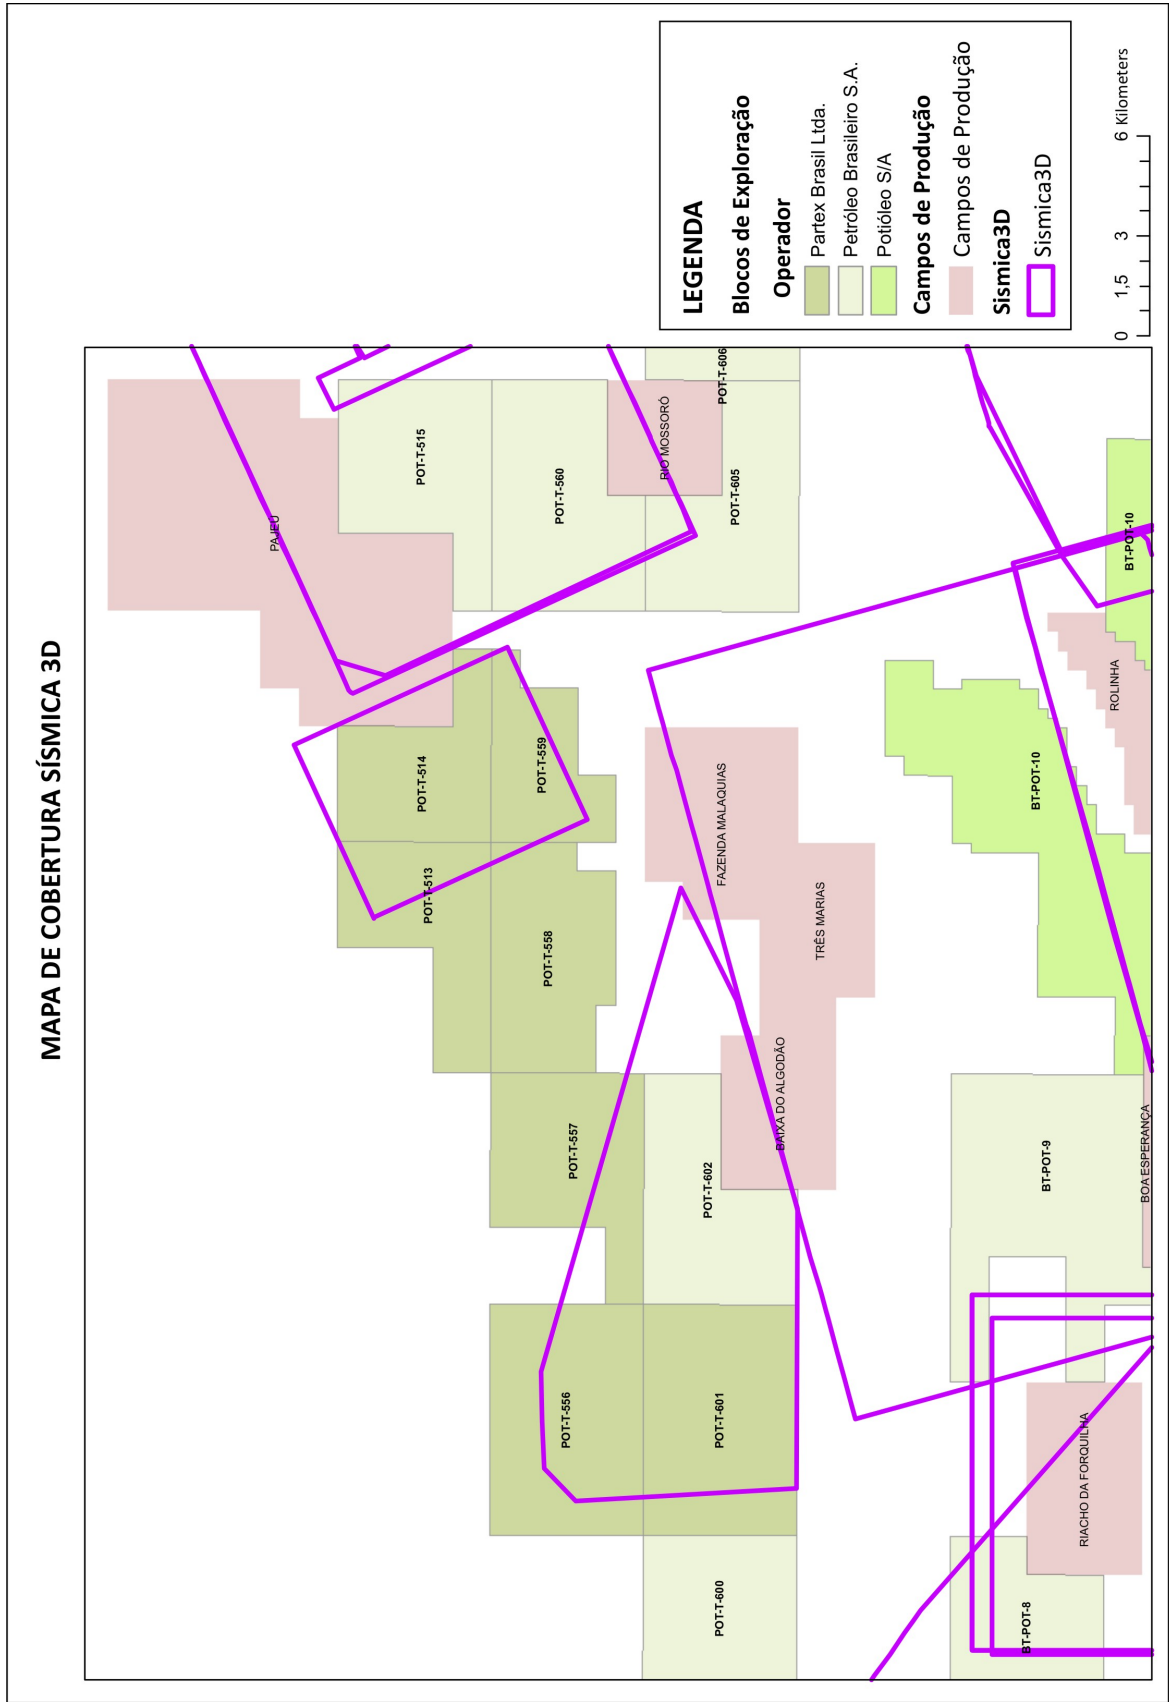 MAPA DE COBERTURA SÍSMICA 3D
PAJEU
POT-T-513
POT-T-514
POT-T-515
POT-T-556
POT-T-557
POT-T-558
POT-T-559
POT-T-560
RIO MOSSORÓ
POT-T-600
POT-T-601
POT-T-602
FAZENDA MALAQUIAS
POT-T-605
POT-T-606
BAIXA DO ALGODÃO
TRÊS MARIAS
BT-POT-8
BT-POT-9
BT-POT-10
RIACHO DA FORQUILHA
ROLINHA
BT-POT-10
BOA ESPERANÇA
LEGENDA
Blocos de Exploração
Operador
Partex Brasil Ltda.
Petróleo Brasileiro S.A.
Potióleo S/A
Campos de Produção
Campos de Produção
Sismica3D
Sismica3D
0 1,5 3 6 Kilometers